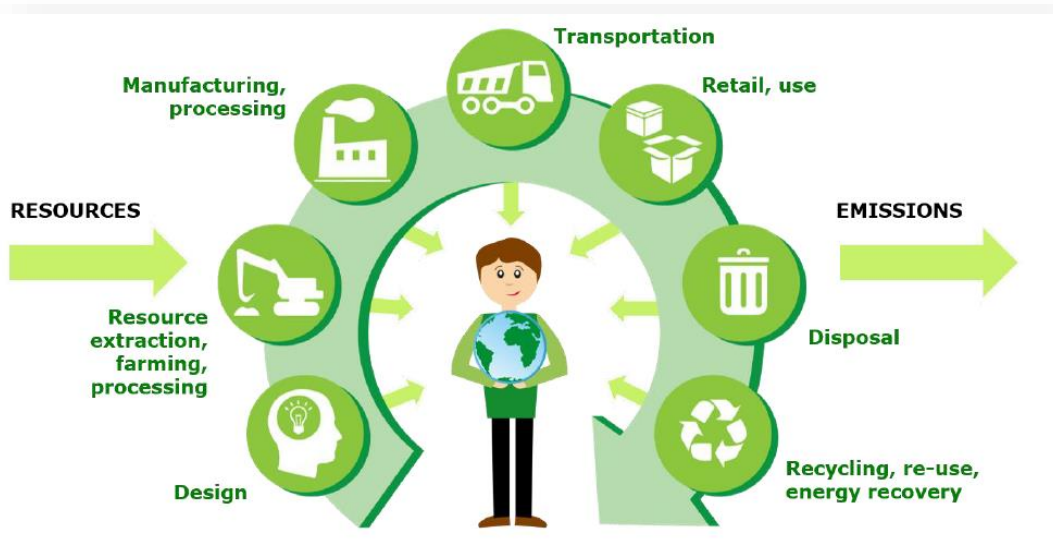 Transportation
Manufacturing,
processing
Retail, use
RESOURCES
EMISSIONS
Resource
extraction,
farming,
processing
Disposal
Design
Recycling, re-use,
energy recovery